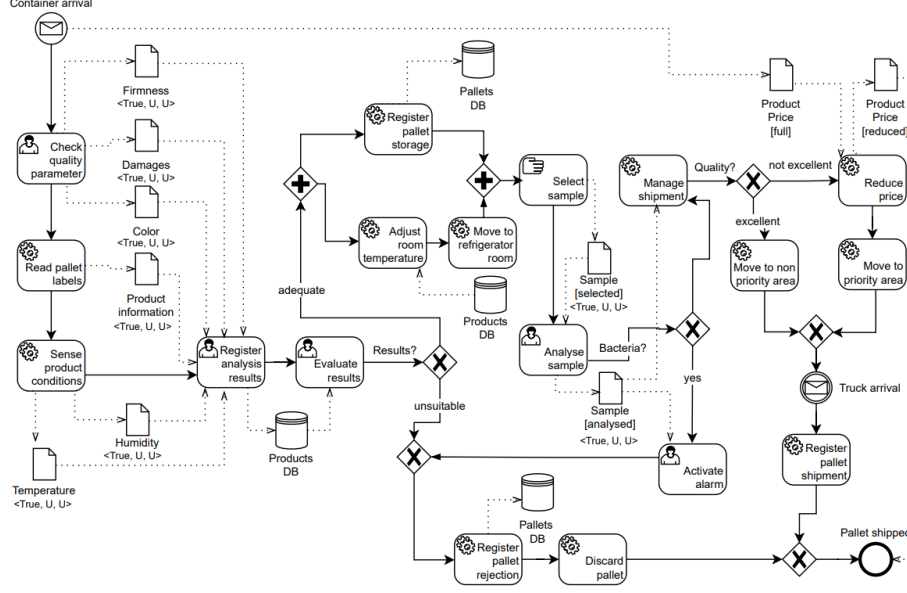 Container arrival
Firmness
<True, U, U>
Check
quality
parameter
Damages
<True, U, U>
Color
<True, U, U>
Read pallet
labels
Product
information
<True, U, U>
Sense
product
conditions
Humidity
<True, U, U>
Temperature
<True, U, U>
Register
analysis
results
Products
DB
Evaluate
results
Results?
adequate
unsuitable
Register
pallet
storage
Pallets
DB
Adjust
room
temperature
Move to
refrigerator
room
Products
DB
Select
sample
Sample
[selected]
<True, U, U>
Analyse
sample
Bacteria?
Sample
[analysed]
<True, U, U>
yes
Activate
alarm
Manage
shipment
Quality?
not excellent
excellent
Product
Price
[full]
Product
Price
[reduced]
Reduce
price
Move to non
priority area
Move to
priority area
Truck arrival
Register
pallet
shipment
Pallets
DB
Register
pallet
rejection
Discard
pallet
Pallet shipped